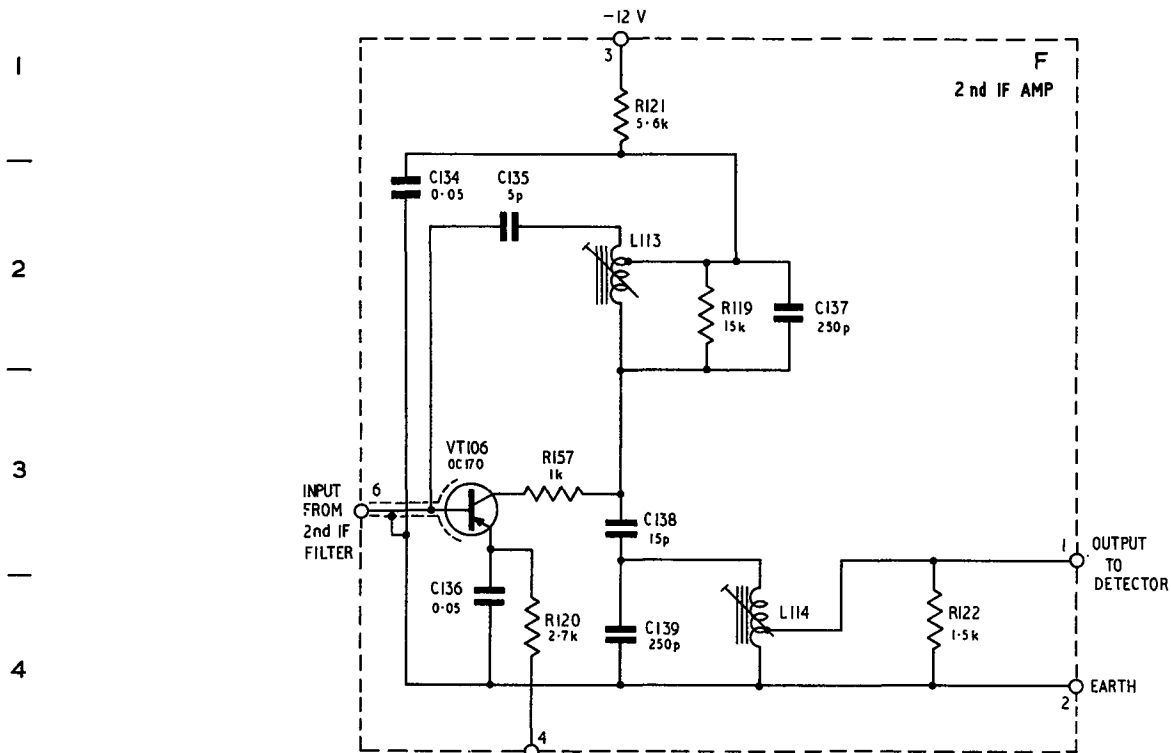 -12 V
3
1
F
2 nd IF AMP
R121
5·6k
C134
0·05
C135
5p
L113
2
R119
15k
C137
250p
VT106
OC170
R157
1k
3
INPUT
FROM
2nd IF
FILTER
6
C138
15p
1
OUTPUT
TO
DETECTOR
C136
0·05
R120
2.7k
C139
250p
L114
R122
1·5k
4
2
EARTH
4